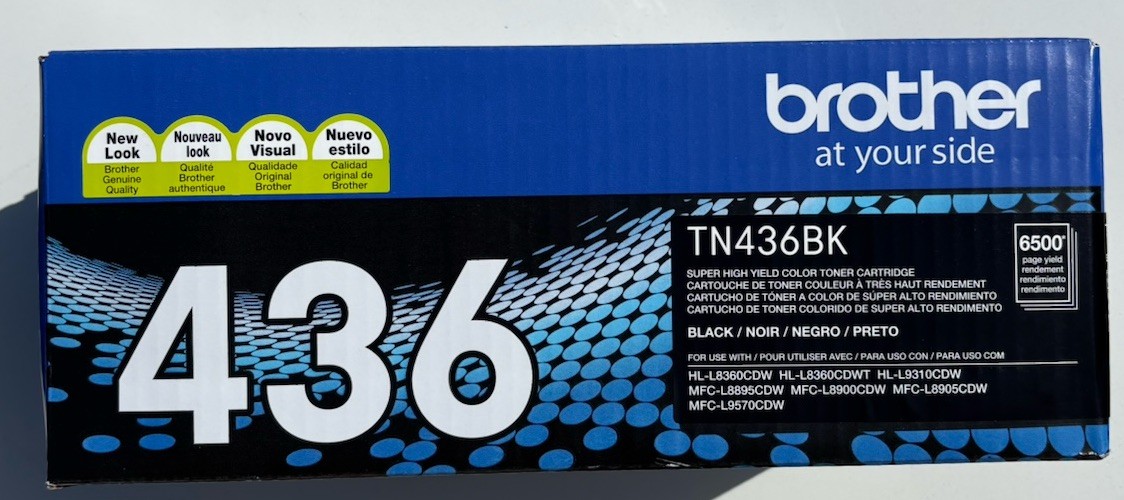 brother
at your side
New Look
Brother Genuine Quality
Nouveau look
Qualité Brother authentique
Novo Visual
Qualidade Original Brother
Nuevo estilo
Calidad original de Brother
436
TN436BK
6500*
page yield
rendement
rendimiento
rendimento
SUPER HIGH YIELD COLOR TONER CARTRIDGE
CARTOUCHE DE TONER COULEUR À TRÈS HAUT RENDEMENT
CARTUCHO DE TÓNER A COLOR DE SÚPER ALTO RENDIMIENTO
CARTUCHO DE TONER COLORIDO DE SUPER ALTO RENDIMENTO
BLACK / NOIR / NEGRO / PRETO
FOR USE WITH / POUR UTILISER AVEC / PARA USO CON / PARA USO COM
HL-L8360CDW HL-L8360CDWT HL-L9310CDW
MFC-L8895CDW MFC-L8900CDW MFC-L8905CDW
MFC-L9570CDW